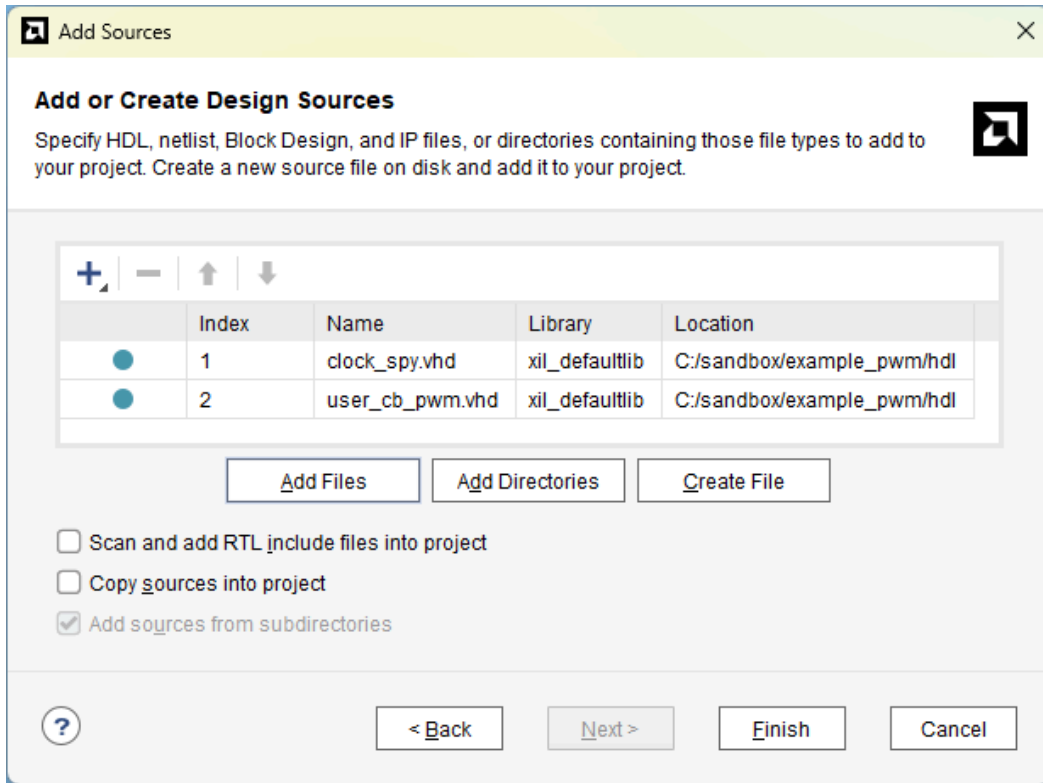 Add Sources
Add or Create Design Sources
Specify HDL, netlist, Block Design, and IP files, or directories containing those file types to add to
your project. Create a new source file on disk and add it to your project.
Index Name Library Location
1 clock_spy.vhd xil_defaultlib C:/sandbox/example_pwm/hdl
2 user_cb_pwm.vhd xil_defaultlib C:/sandbox/example_pwm/hdl
Add Files Add Directories Create File
Scan and add RTL include files into project
Copy sources into project
Add sources from subdirectories
? < Back Next > Finish Cancel